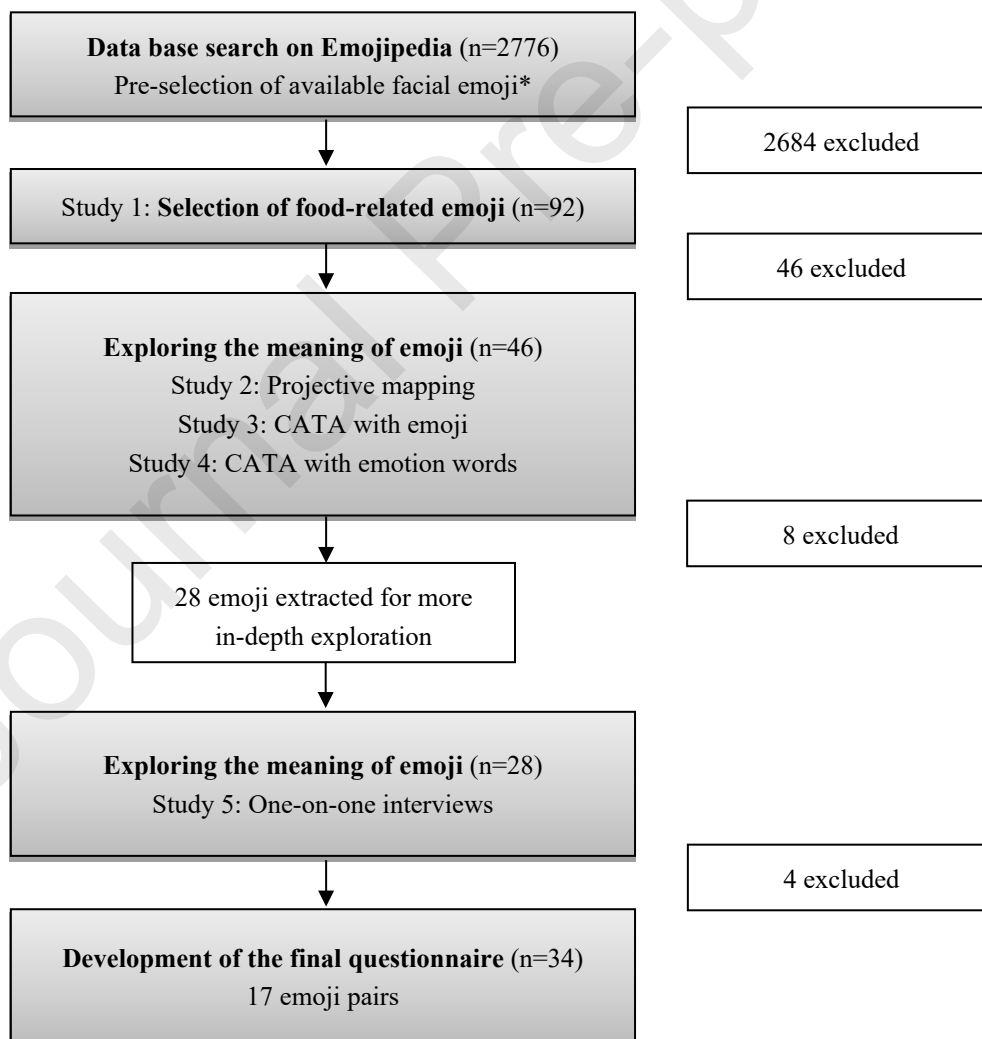 Data base search on Emojipedia (n=2776)
Pre-selection of available facial emoji*
2684 excluded
Study 1: Selection of food-related emoji (n=92)
46 excluded
Exploring the meaning of emoji (n=46)
Study 2: Projective mapping
Study 3: CATA with emoji
Study 4: CATA with emotion words
8 excluded
28 emoji extracted for more
in-depth exploration
Exploring the meaning of emoji (n=28)
Study 5: One-on-one interviews
4 excluded
Development of the final questionnaire (n=34)
17 emoji pairs
Journal Pre-p